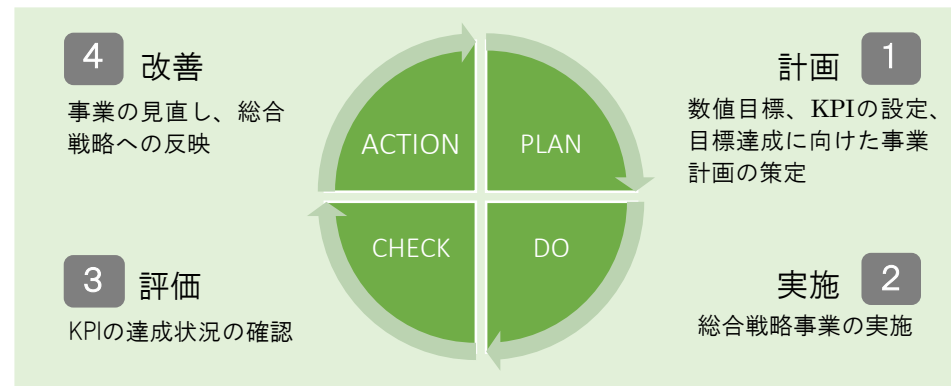 4 改善
事業の見直し、総合
戦略への反映
ACTION
PLAN
計画 1
数値目標、KPIの設定、
目標達成に向けた事業
計画の策定
3 評価
KPIの達成状況の確認
CHECK
DO
実施 2
総合戦略事業の実施